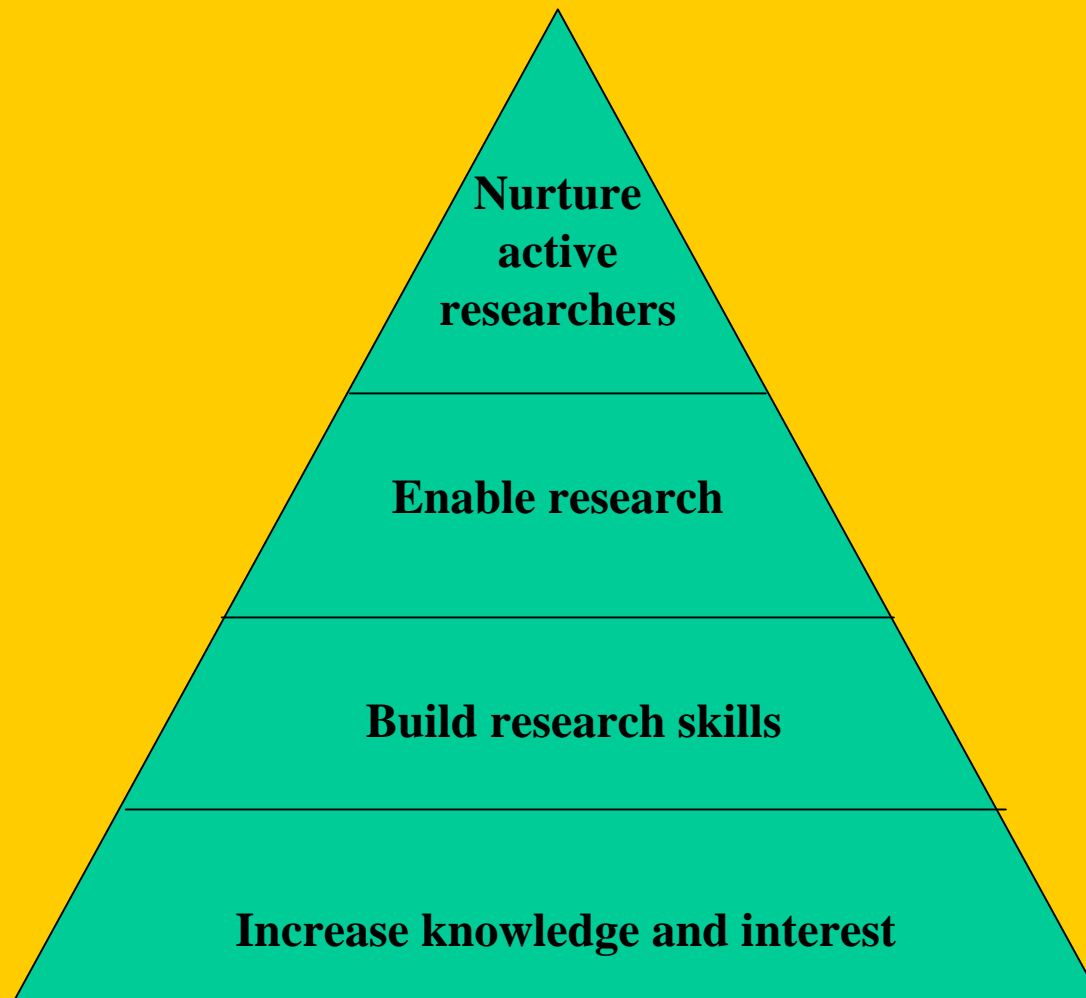 Nurture
active
researchers
Enable research
Build research skills
Increase knowledge and interest